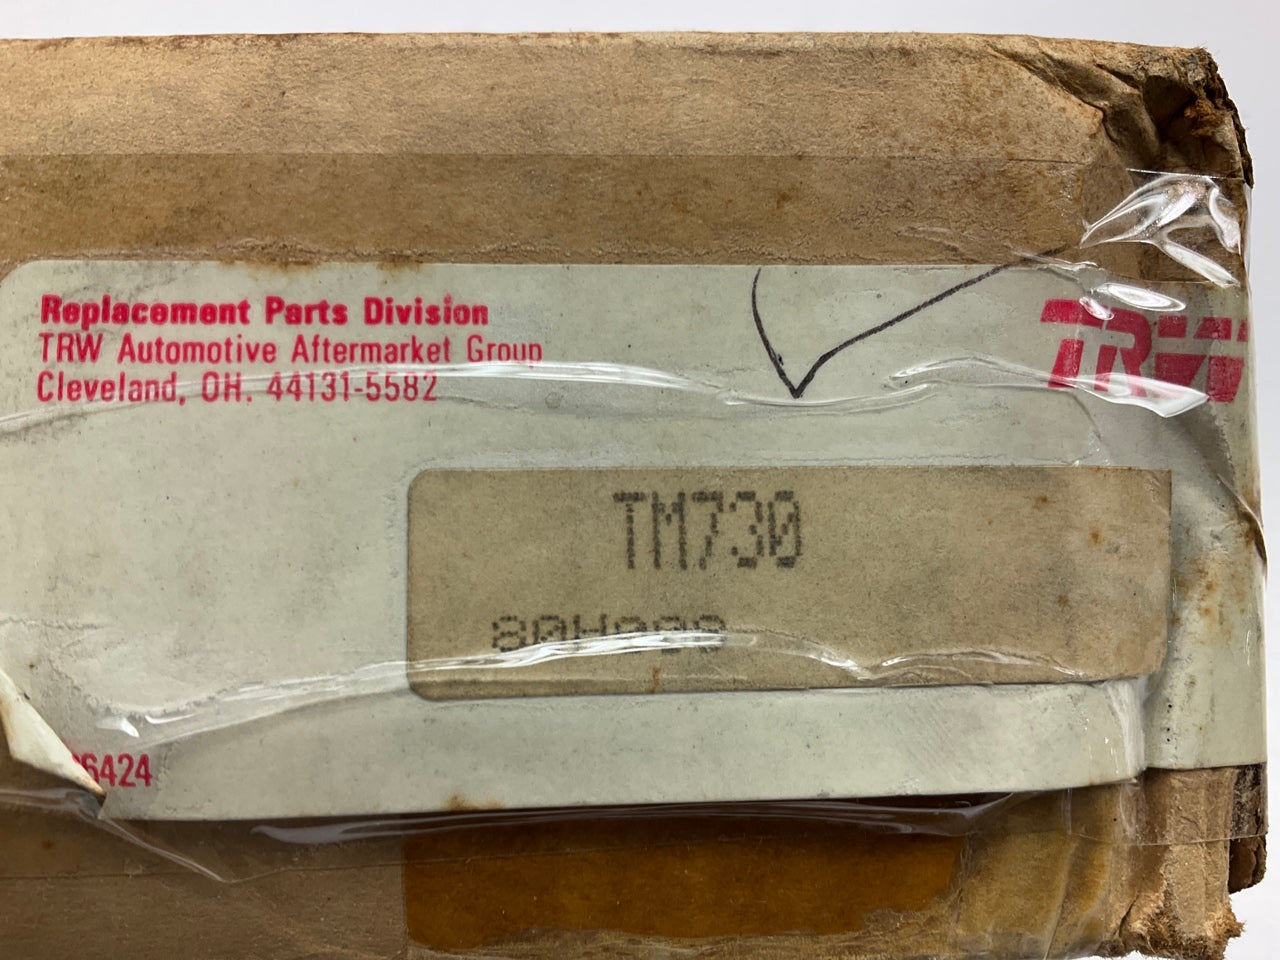 Replacement Parts Division
TRW Automotive Aftermarket Group
Cleveland, OH. 44131-5582
TRW
TM730
6424